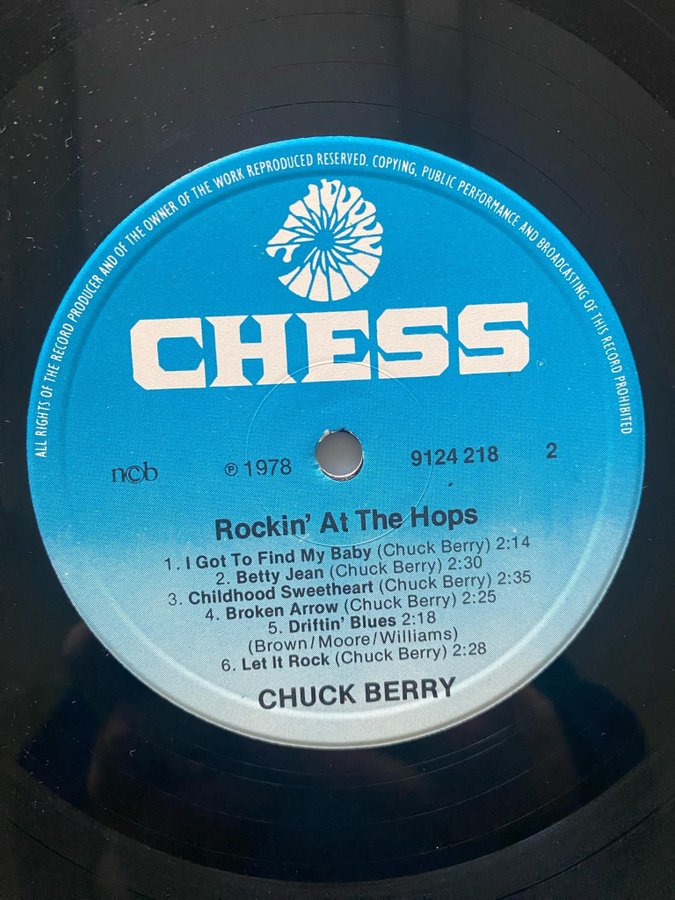 ALL RIGHTS OF THE RECORD PRODUCER AND OF THE OWNER OF THE WORK REPRODUCED RESERVED. COPYING, PUBLIC PERFORMANCE AND BROADCASTING OF THIS RECORD PROHIBITED
CHESS
ncb ℗ 1978 9124 218 2
Rockin' At The Hops
1. I Got To Find My Baby (Chuck Berry) 2:14
2. Betty Jean (Chuck Berry) 2:30
3. Childhood Sweetheart (Chuck Berry) 2:35
4. Broken Arrow (Chuck Berry) 2:25
5. Driftin' Blues 2:18
(Brown/Moore/Williams)
6. Let It Rock (Chuck Berry) 2:28
CHUCK BERRY